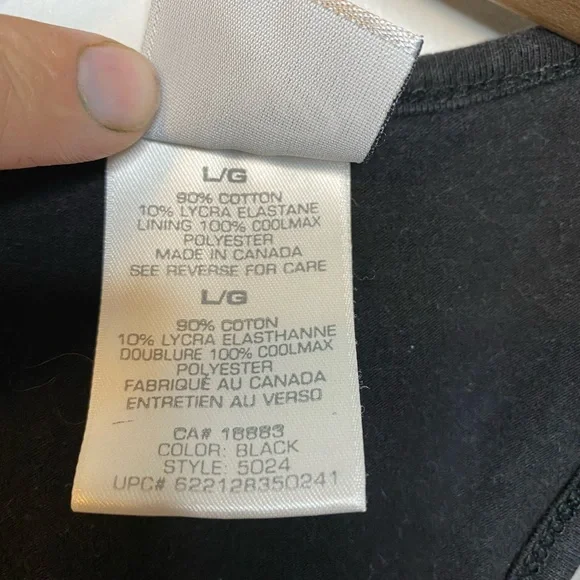 L/G
90% COTTON
10% LYCRA ELASTANE
LINING 100% COOLMAX
POLYESTER
MADE IN CANADA
SEE REVERSE FOR CARE
L/G
90% COTON
10% LYCRA ELASTHANNE
DOUBLURE 100% COOLMAX
POLYESTER
FABRIQUÉ AU CANADA
ENTRETIEN AU VERSO
CA# 18883
COLOR: BLACK
STYLE: 5024
UPC# 622128350241